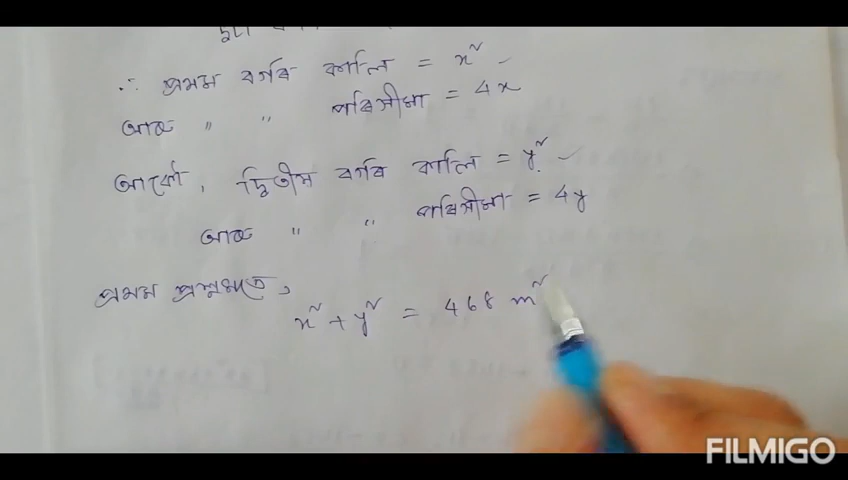 ∴ প্ৰথম বৰ্গৰ কালি = x²
আৰু " " পৰিসীমা = 4x
আকৌ, দ্বিতীয় বৰ্গৰ কালি = y²
আৰু " " পৰিসীমা = 4y
প্ৰথম প্ৰশ্নমতে,
x² + y² = 468 m²
FILMIGO